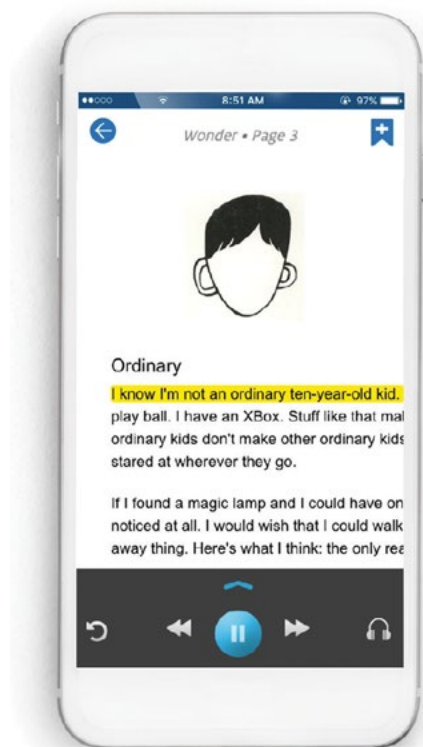 8:51 AM
97%
Wonder • Page 3
Ordinary
I know I'm not an ordinary ten-year-old kid.
play ball. I have an XBox. Stuff like that mak
ordinary kids don't make other ordinary kids
stared at wherever they go.
If I found a magic lamp and I could have on
noticed at all. I would wish that I could walk
away thing. Here's what I think: the only rea